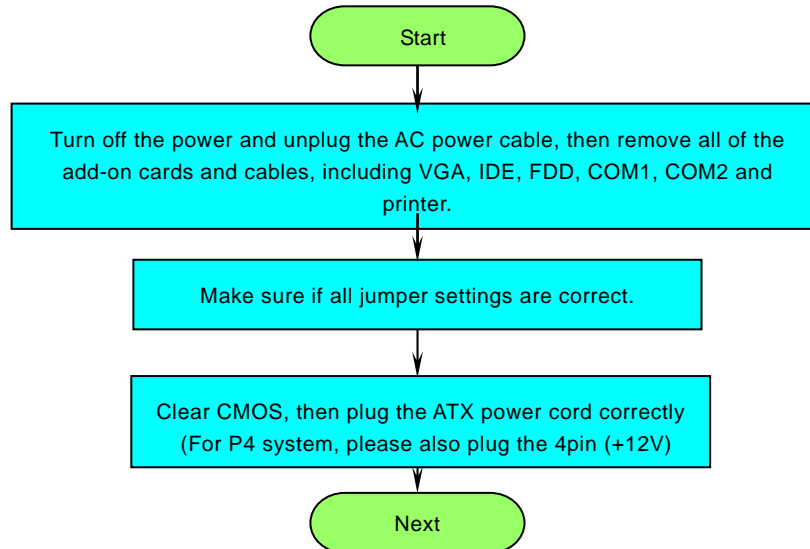 Start
Turn off the power and unplug the AC power cable, then remove all of the
add-on cards and cables, including VGA, IDE, FDD, COM1, COM2 and
printer.
Make sure if all jumper settings are correct.
Clear CMOS, then plug the ATX power cord correctly
(For P4 system, please also plug the 4pin (+12V)
Next